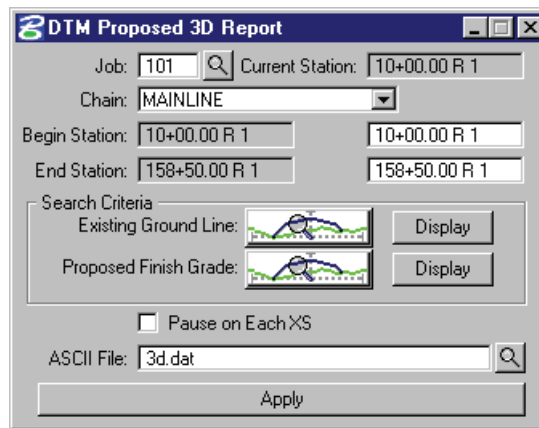 DTM Proposed 3D Report
Job: 101 Current Station: 10+00.00 R 1
Chain: MAINLINE
Begin Station: 10+00.00 R 1 10+00.00 R 1
End Station: 158+50.00 R 1 158+50.00 R 1
Search Criteria
Existing Ground Line: Display
Proposed Finish Grade: Display
Pause on Each XS
ASCII File: 3d.dat
Apply